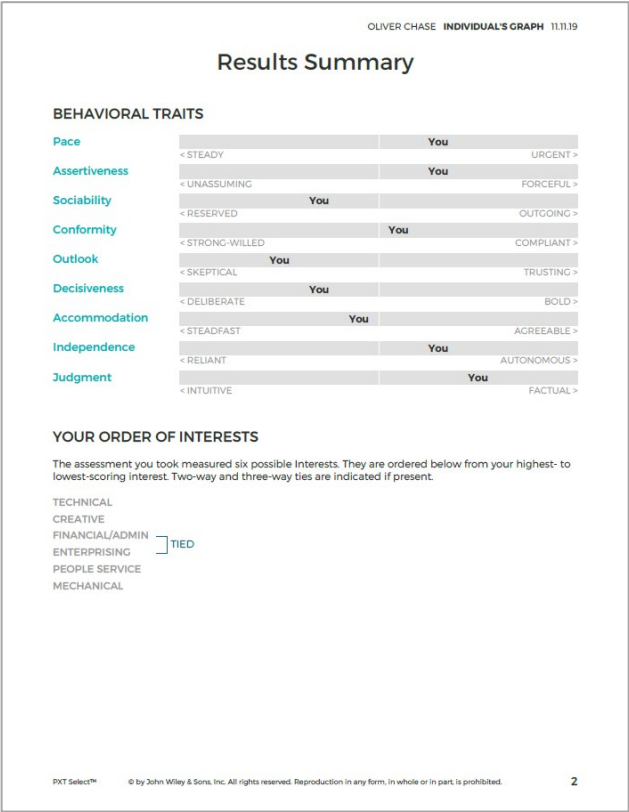 OLIVER CHASE INDIVIDUAL'S GRAPH 11.11.19
Results Summary
BEHAVIORAL TRAITS
Pace You
< STEADY URGENT >
Assertiveness You
< UNASSUMING FORCEFUL >
Sociability You
< RESERVED OUTGOING >
Conformity You
< STRONG-WILLED COMPLIANT >
Outlook You
< SKEPTICAL TRUSTING >
Decisiveness You
< DELIBERATE BOLD >
Accommodation You
< STEADFAST AGREEABLE >
Independence You
< RELIANT AUTONOMOUS >
Judgment You
< INTUITIVE FACTUAL >
YOUR ORDER OF INTERESTS
The assessment you took measured six possible Interests. They are ordered below from your highest- to
lowest-scoring interest. Two-way and three-way ties are indicated if present.
TECHNICAL
CREATIVE
FINANCIAL/ADMIN
TIED
ENTERPRISING
PEOPLE SERVICE
MECHANICAL
PXT Select™ © by John Wiley & Sons, Inc. All rights reserved. Reproduction in any form, in whole or in part, is prohibited. 2